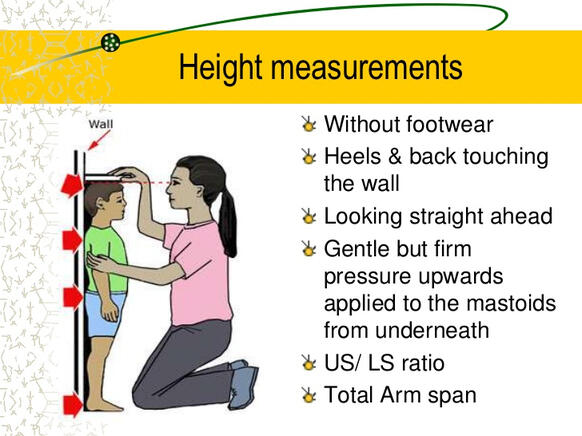 Height measurements
Wall
Without footwear
Heels & back touching
the wall
Looking straight ahead
Gentle but firm
pressure upwards
applied to the mastoids
from underneath
US/ LS ratio
Total Arm span